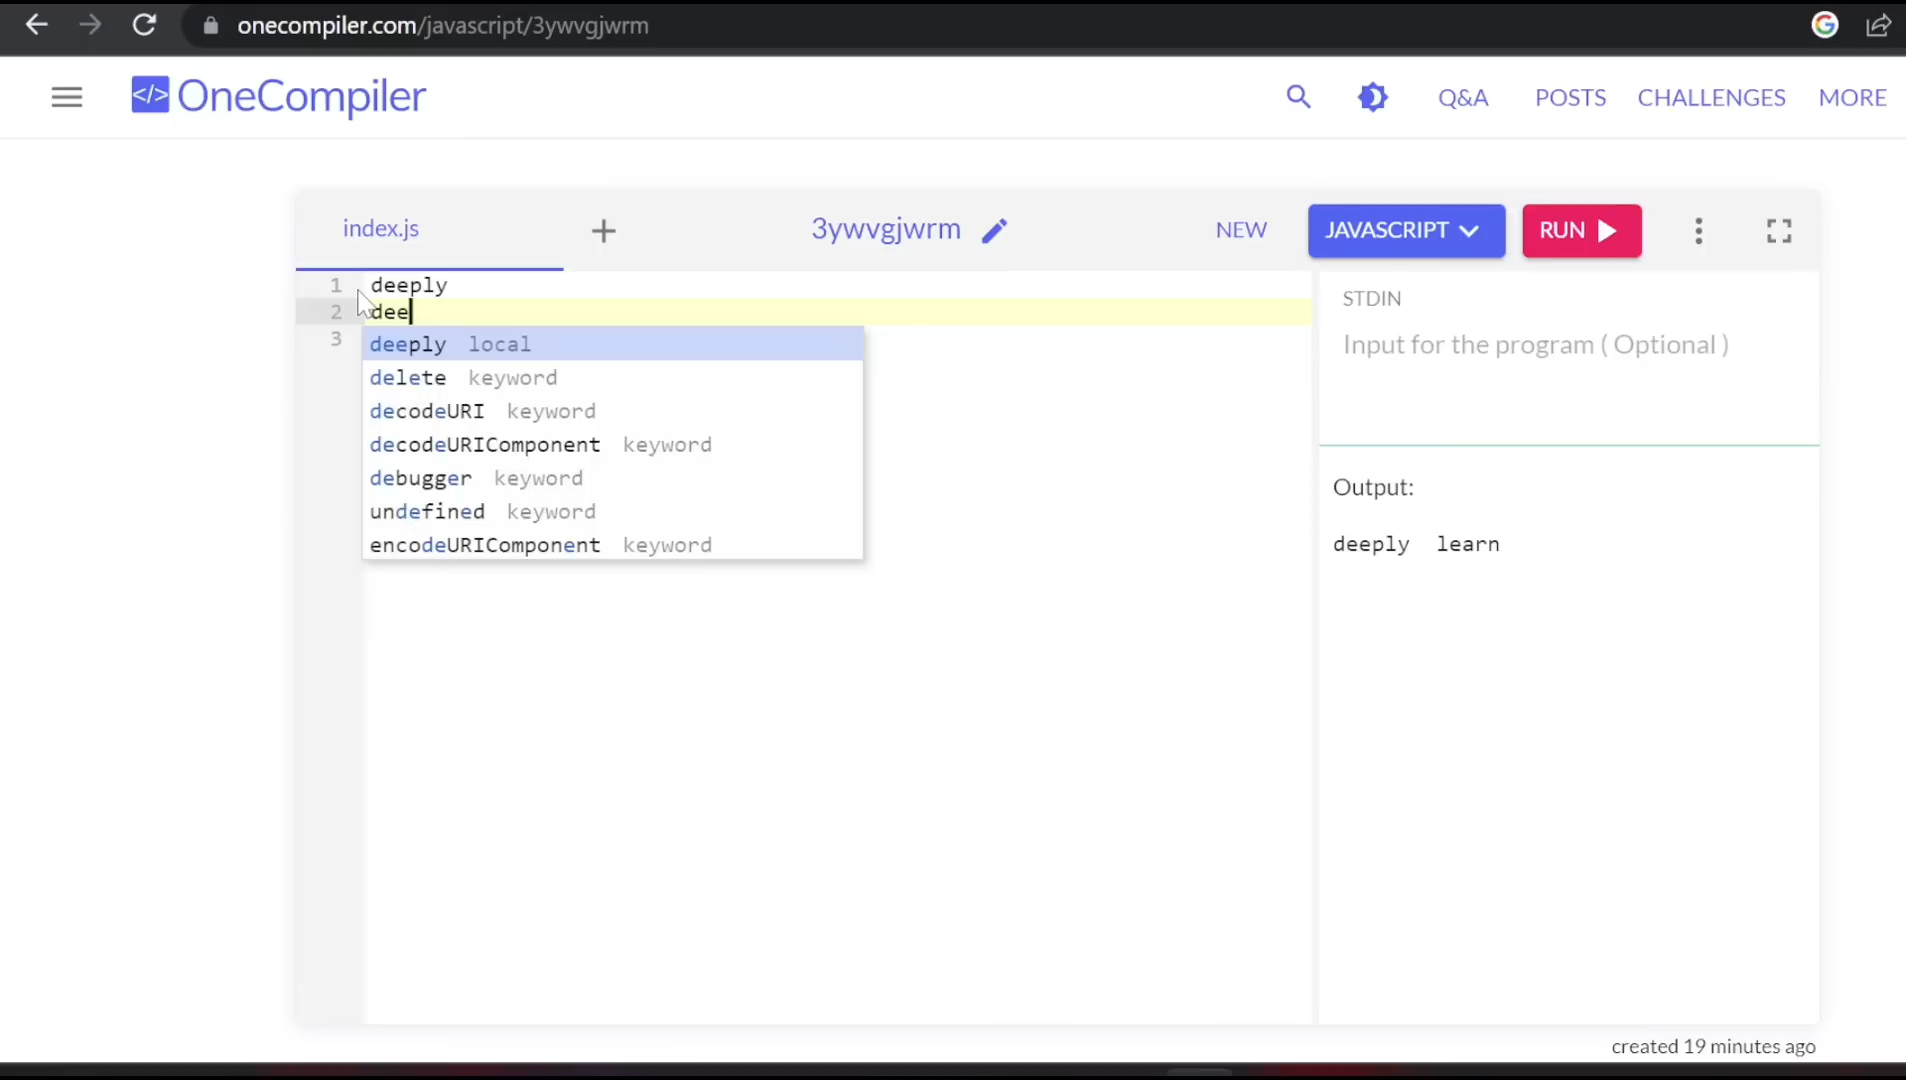 onecompiler.com/javascript/3ywvgjwrm
</> OneCompiler
Q&A POSTS CHALLENGES MORE
index.js + 3ywvgjwrm NEW JAVASCRIPT RUN
1 deeply
2 dee
3
deeply local
delete keyword
decodeURI keyword
decodeURIComponent keyword
debugger keyword
undefined keyword
encodeURIComponent keyword
STDIN
Input for the program ( Optional )
Output:
deeply learn
created 19 minutes ago